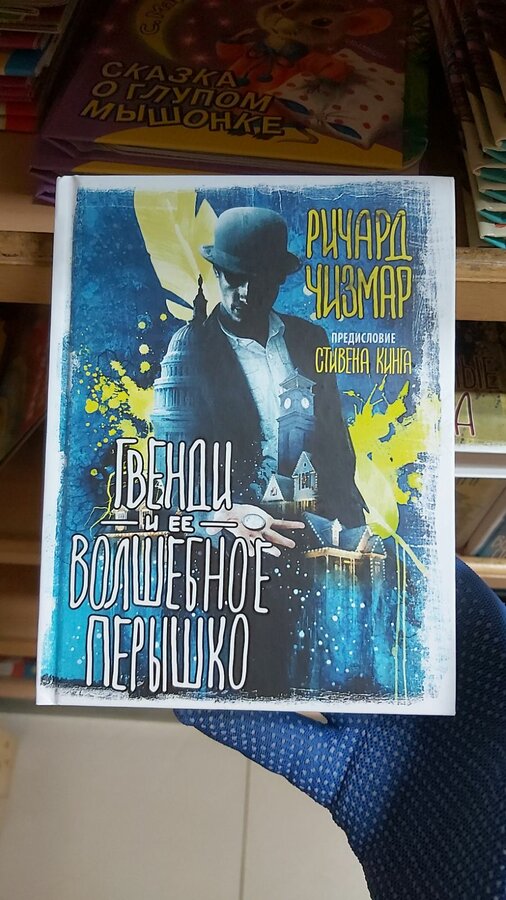 СКАЗКА
О ГЛУПОМ
МЫШОНКЕ
РИЧАРД
ЧИЗМАР
ПРЕДИСЛОВИЕ
СТИВЕНА КИНГА
ГВЕНДИ
И ЕЕ
ВОЛШЕБНОЕ
ПЕРЫШКО